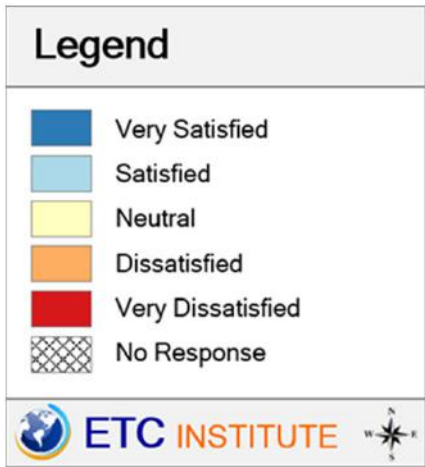 Legend
Very Satisfied
Satisfied
Neutral
Dissatisfied
Very Dissatisfied
No Response
ETC INSTITUTE
N
W E
S